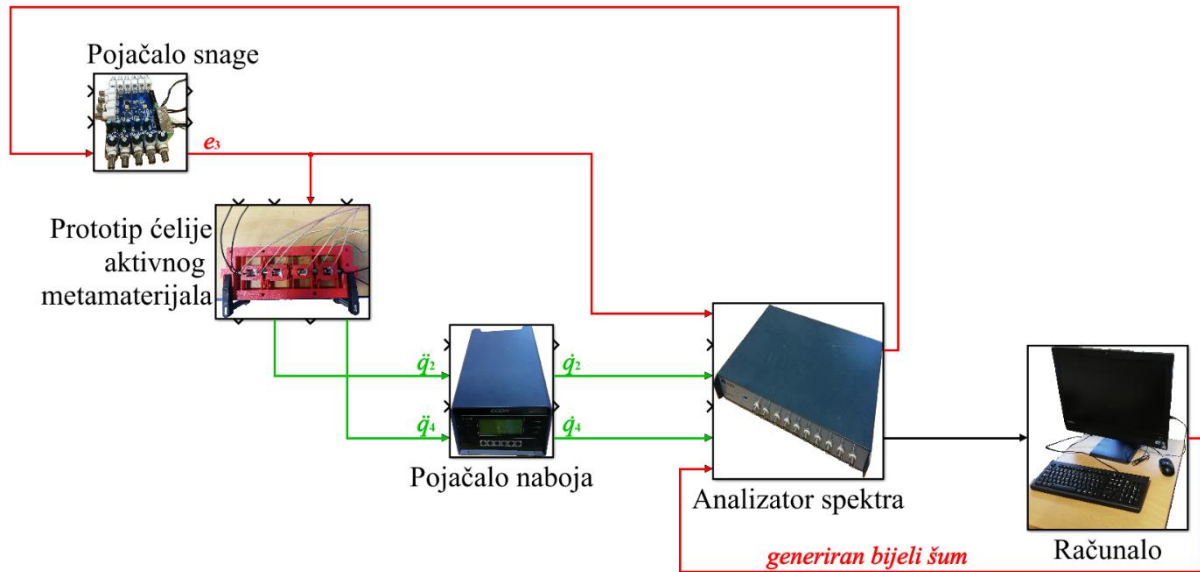 Pojačalo snage
e₃
Prototip ćelije
aktivnog
metamaterijala
q̈₂
q̇₂
q̈₄
q̇₄
Pojačalo naboja
Analizator spektra
generiran bijeli šum
Računalo